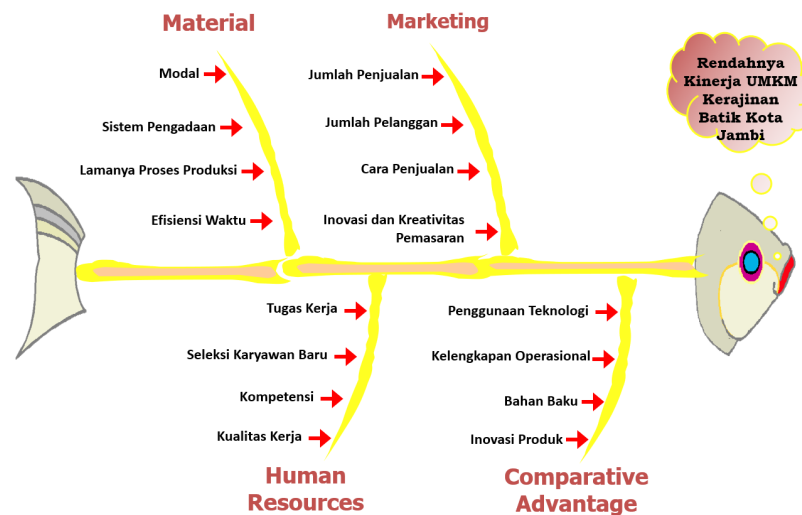 Material
Modal
Sistem Pengadaan
Lamanya Proses Produksi
Efisiensi Waktu
Marketing
Jumlah Penjualan
Jumlah Pelanggan
Cara Penjualan
Inovasi dan Kreativitas
Pemasaran
Rendahnya
Kinerja UMKM
Kerajinan
Batik Kota
Jambi
Tugas Kerja
Seleksi Karyawan Baru
Kompetensi
Kualitas Kerja
Human
Resources
Penggunaan Teknologi
Kelengkapan Operasional
Bahan Baku
Inovasi Produk
Comparative
Advantage